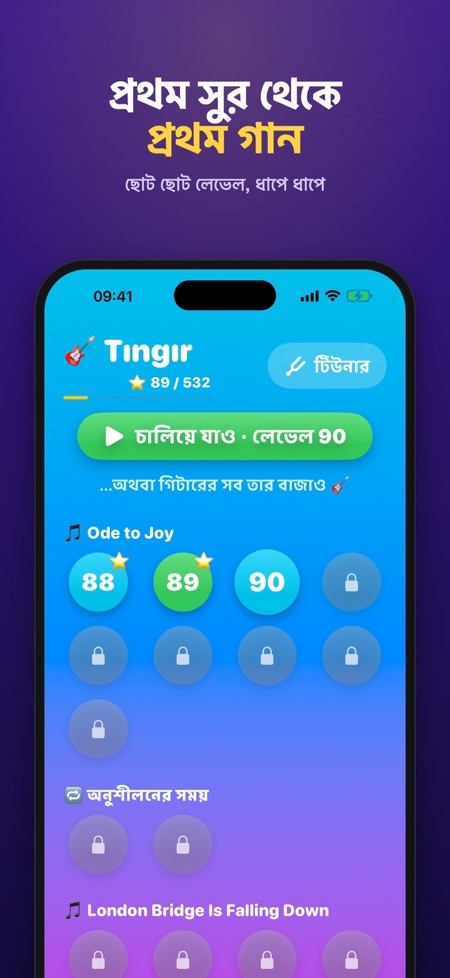 প্রথম সুর থেকে
প্রথম গান
ছোট ছোট লেভেল, ধাপে ধাপে
09:41
Tıngır
89 / 532
টিউনার
চালিয়ে যাও · লেভেল 90
...অথবা গিটারের সব তার বাজাও
Ode to Joy
88 89 90
অনুশীলনের সময়
London Bridge Is Falling Down